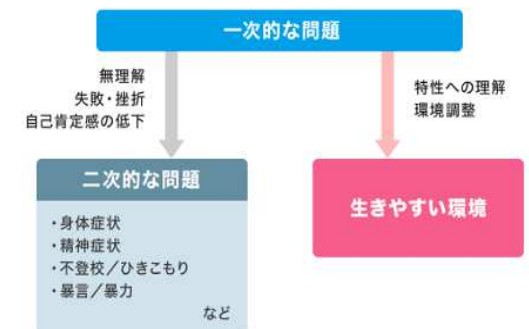 一次的な問題
無理解
失敗・挫折
自己肯定感の低下
特性への理解
環境調整
二次的な問題
・身体症状
・精神症状
・不登校／ひきこもり
・暴言／暴力
など
生きやすい環境